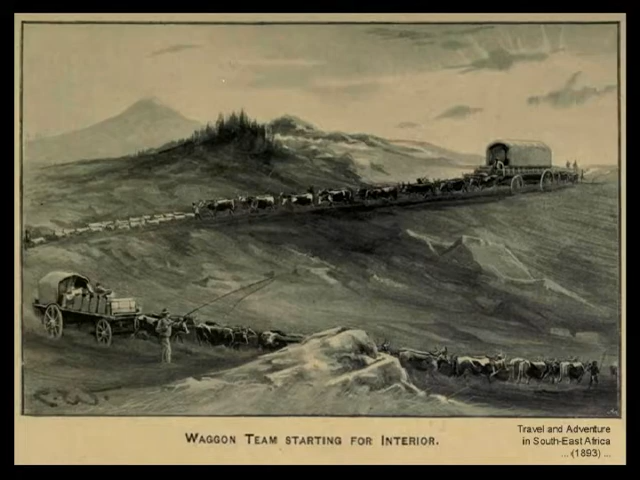 WAGGON TEAM STARTING FOR INTERIOR.
Travel and Adventure
in South-East Africa
... (1893) ...